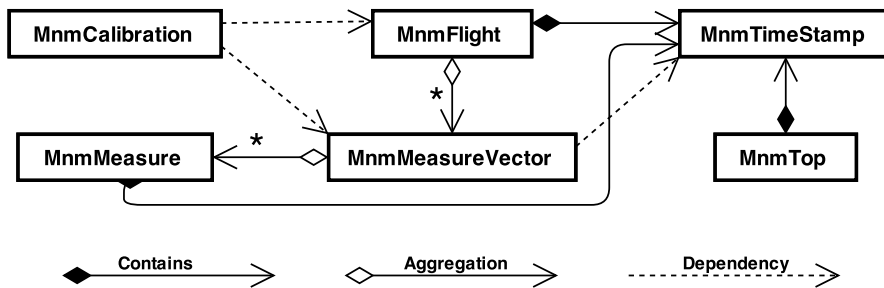 MnmCalibration
MnmFlight
MnmTimeStamp
*
*
MnmMeasure
MnmMeasureVector
MnmTop
Contains
Aggregation
Dependency